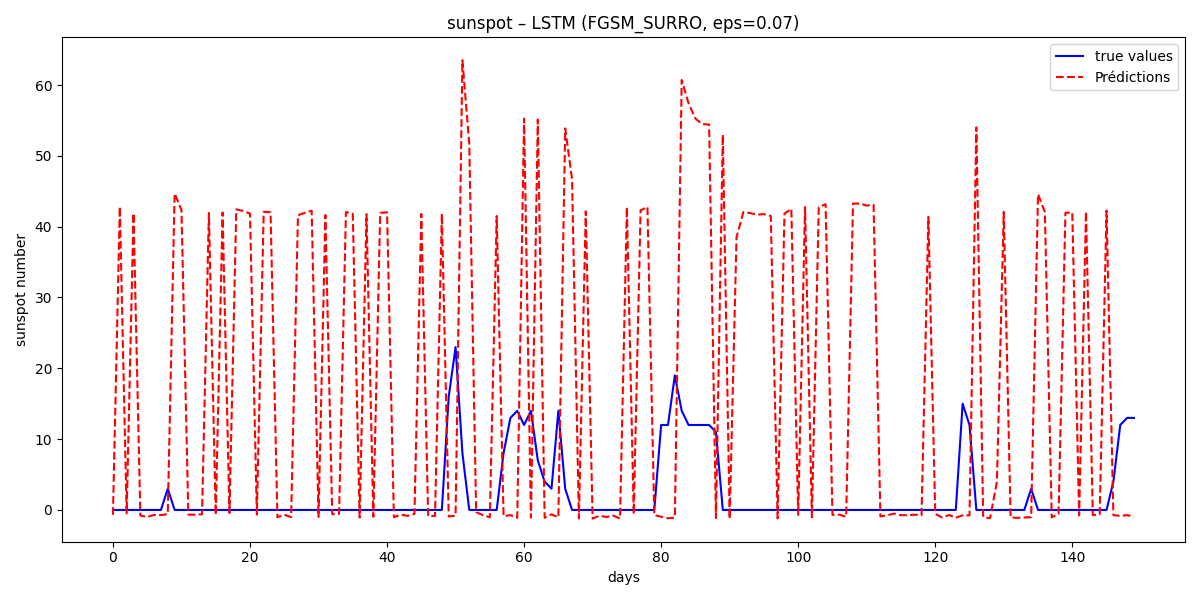 sunspot – LSTM (FGSM_SURRO, eps=0.07)
true values
Prédictions
sunspot number
60
50
40
30
20
10
0
0 20 40 60 80 100 120 140
days